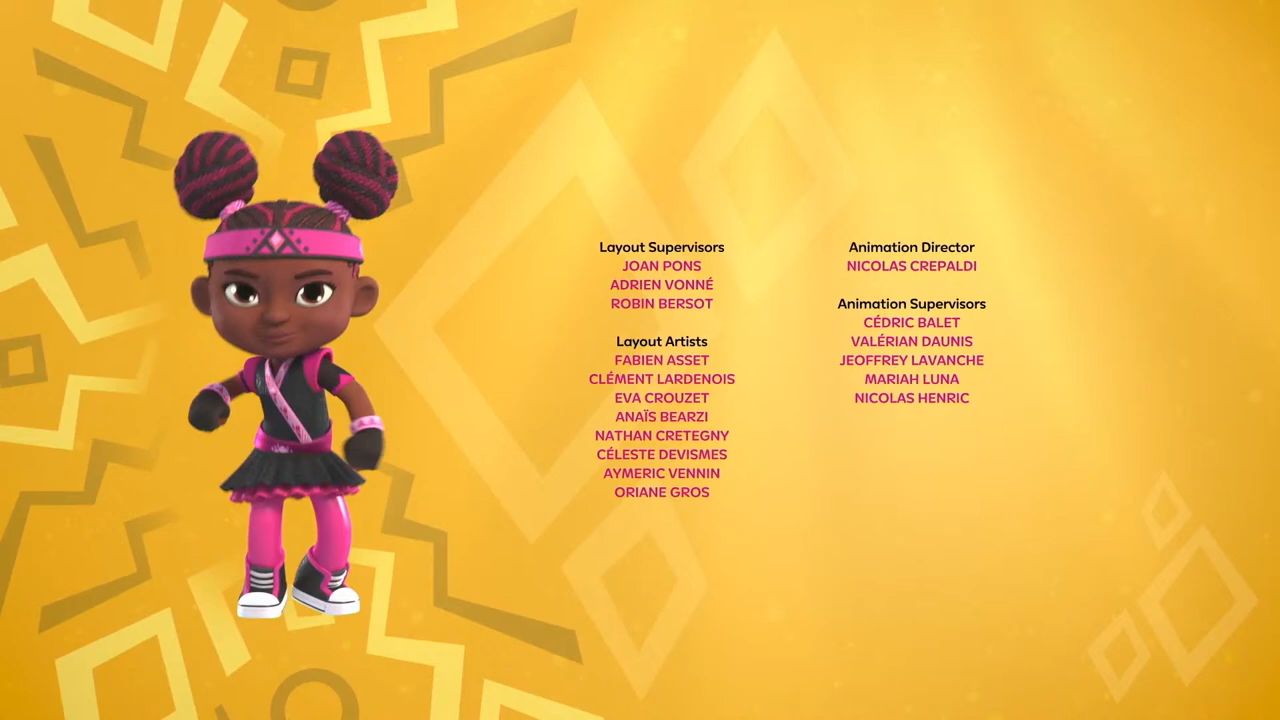 Layout Supervisors
JOAN PONS
ADRIEN VONNÉ
ROBIN BERSOT
Layout Artists
FABIEN ASSET
CLÉMENT LARDENOIS
EVA CROUZET
ANAÏS BEARZI
NATHAN CRETEGNY
CÉLESTE DEVISMES
AYMERIC VENNIN
ORIANE GROS
Animation Director
NICOLAS CREPALDI
Animation Supervisors
CÉDRIC BALET
VALÉRIAN DAUNIS
JEOFFREY LAVANCHE
MARIAH LUNA
NICOLAS HENRIC